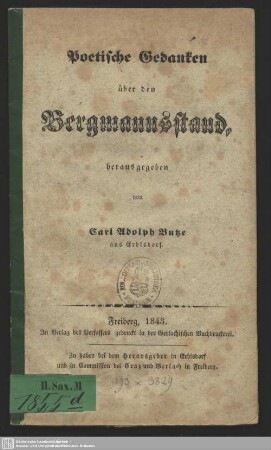 Poetische Gedanken
über den
Bergmannsstand,
herausgegeben
von
Carl Adolph Butze
aus Erbisdorf.
Freiberg, 1843.
Im Verlag des Verfassers gedruckt in der Gerlachischen Buchdruckerei.
Zu haben bei dem Herausgeber in Erbisdorf
und in Commission bei Craz und Gerlach in Freiberg.
H. Sax. M
1855 d